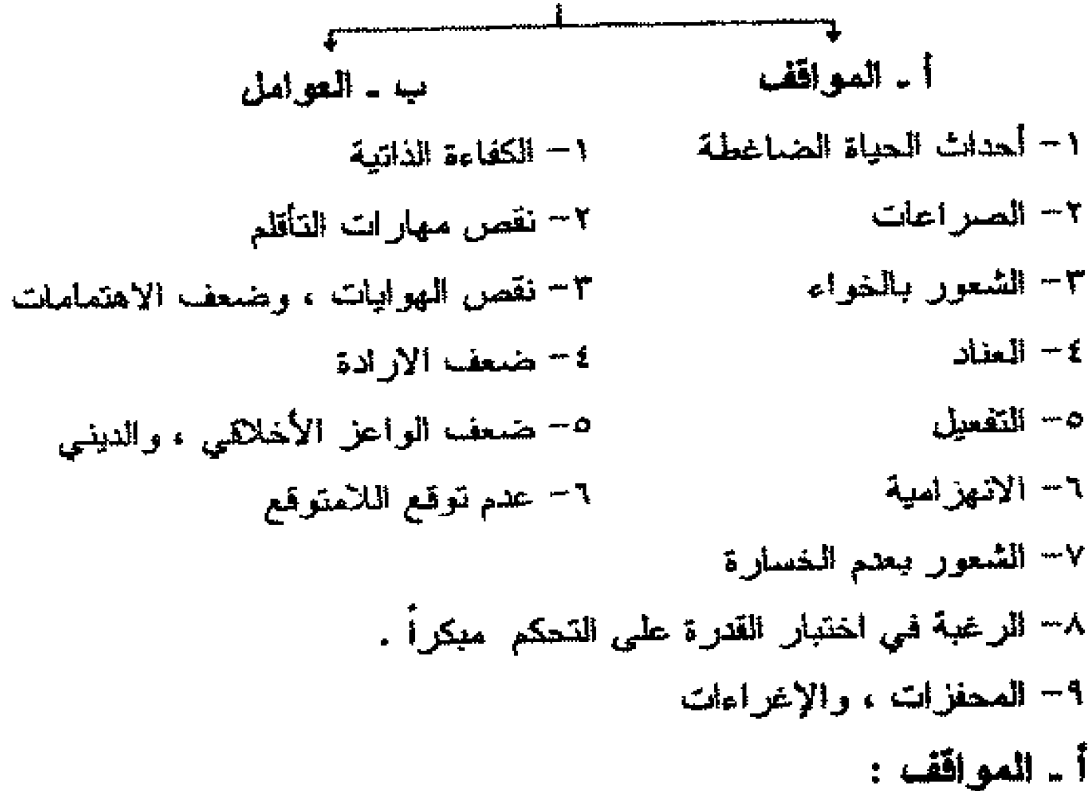 أ ـ المواقف
ب ـ العوامل
١– أحداث الحياة الضاغطة
١– الكفاءة الذاتية
٢– الصراعات
٢– نقص مهارات التأقلم
٣– الشعور بالخواء
٣– نقص الهوايات ، وضعف الاهتمامات
٤– العناد
٤– ضعف الارادة
٥– التفعيل
٥– ضعف الواعز الأخلاقي ، والديني
٦– الانهزامية
٦– عدم توقع اللامتوقع
٧– الشعور بعدم الخسارة
٨– الرغبة في اختبار القدرة على التحكم مبكراً .
٩– المحفزات ، والإغراءات
أ ـ المواقف :